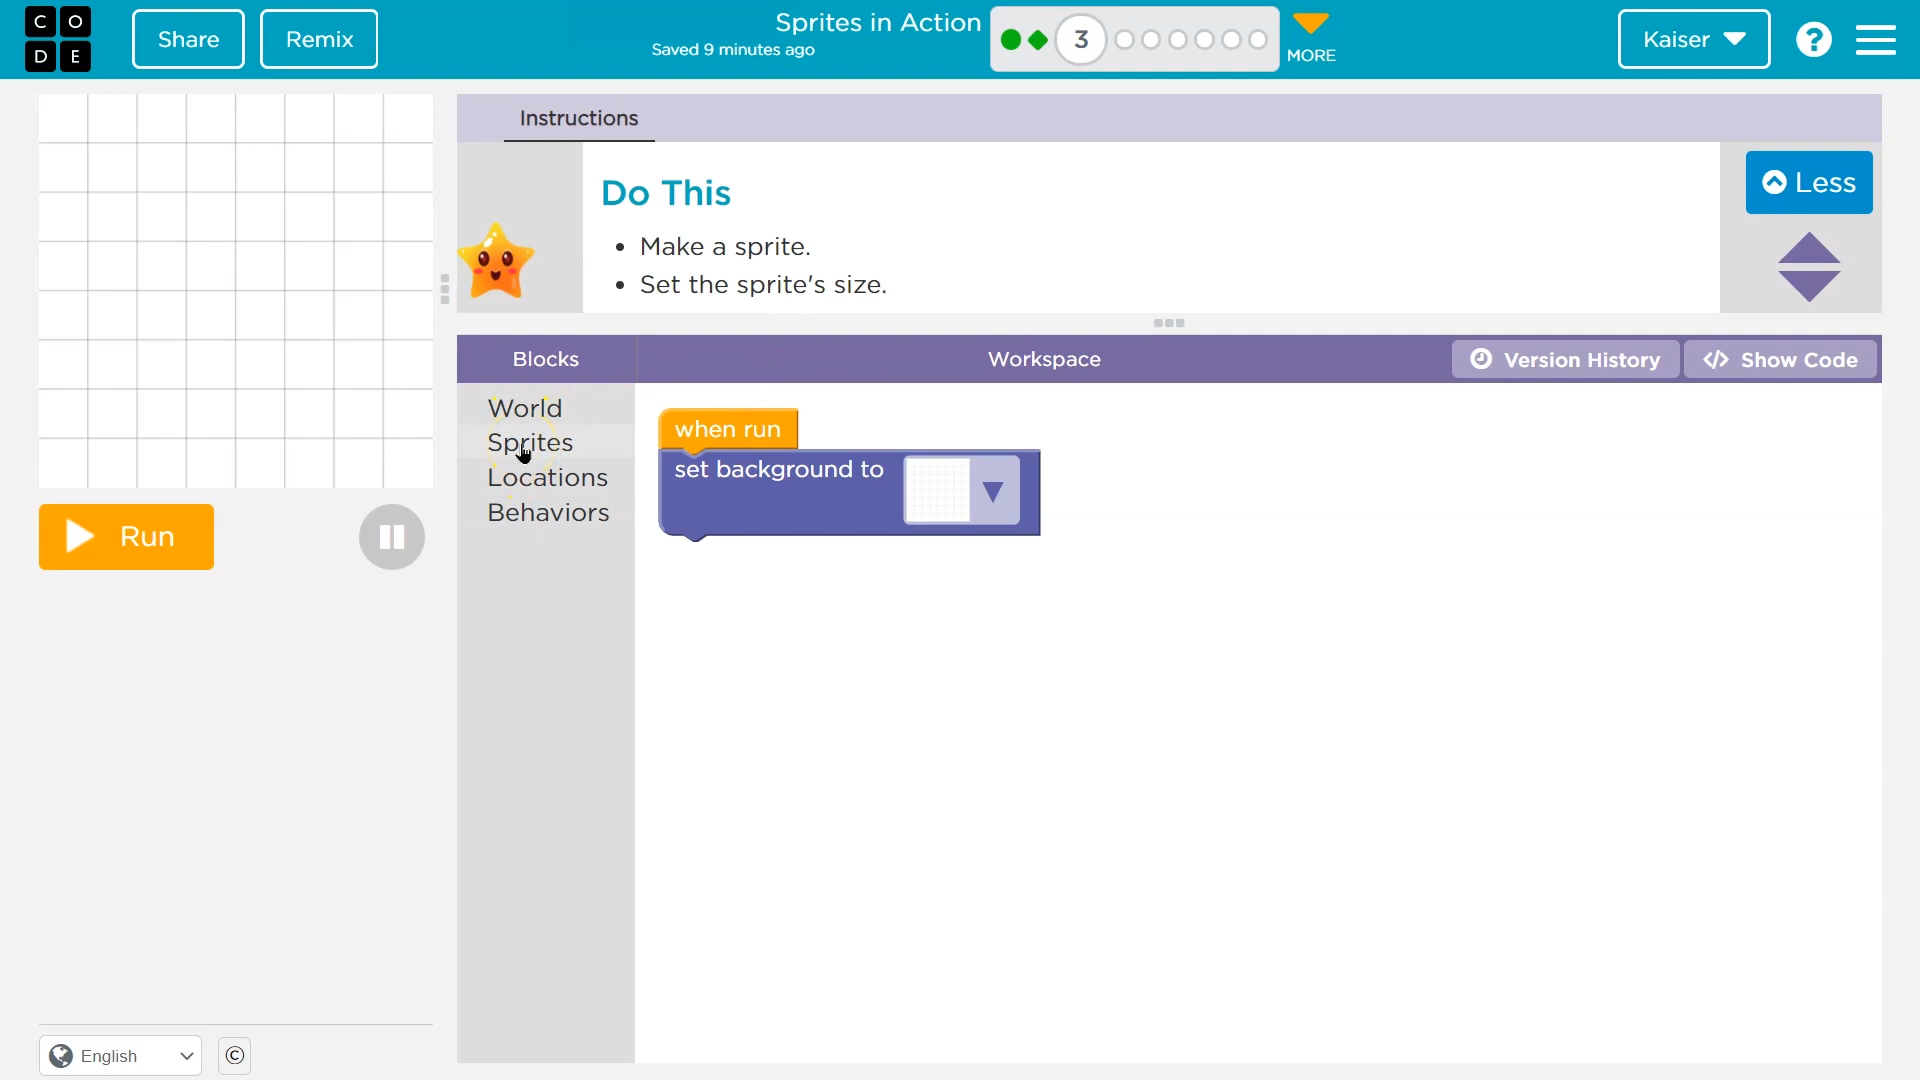 C O
D E
Share
Remix
Sprites in Action
Saved 9 minutes ago
3
MORE
Kaiser
?
Instructions
Do This
• Make a sprite.
• Set the sprite's size.
Less
Blocks
Workspace
Version History
</> Show Code
World
Sprites
Locations
Behaviors
when run
set background to
Run
English
©